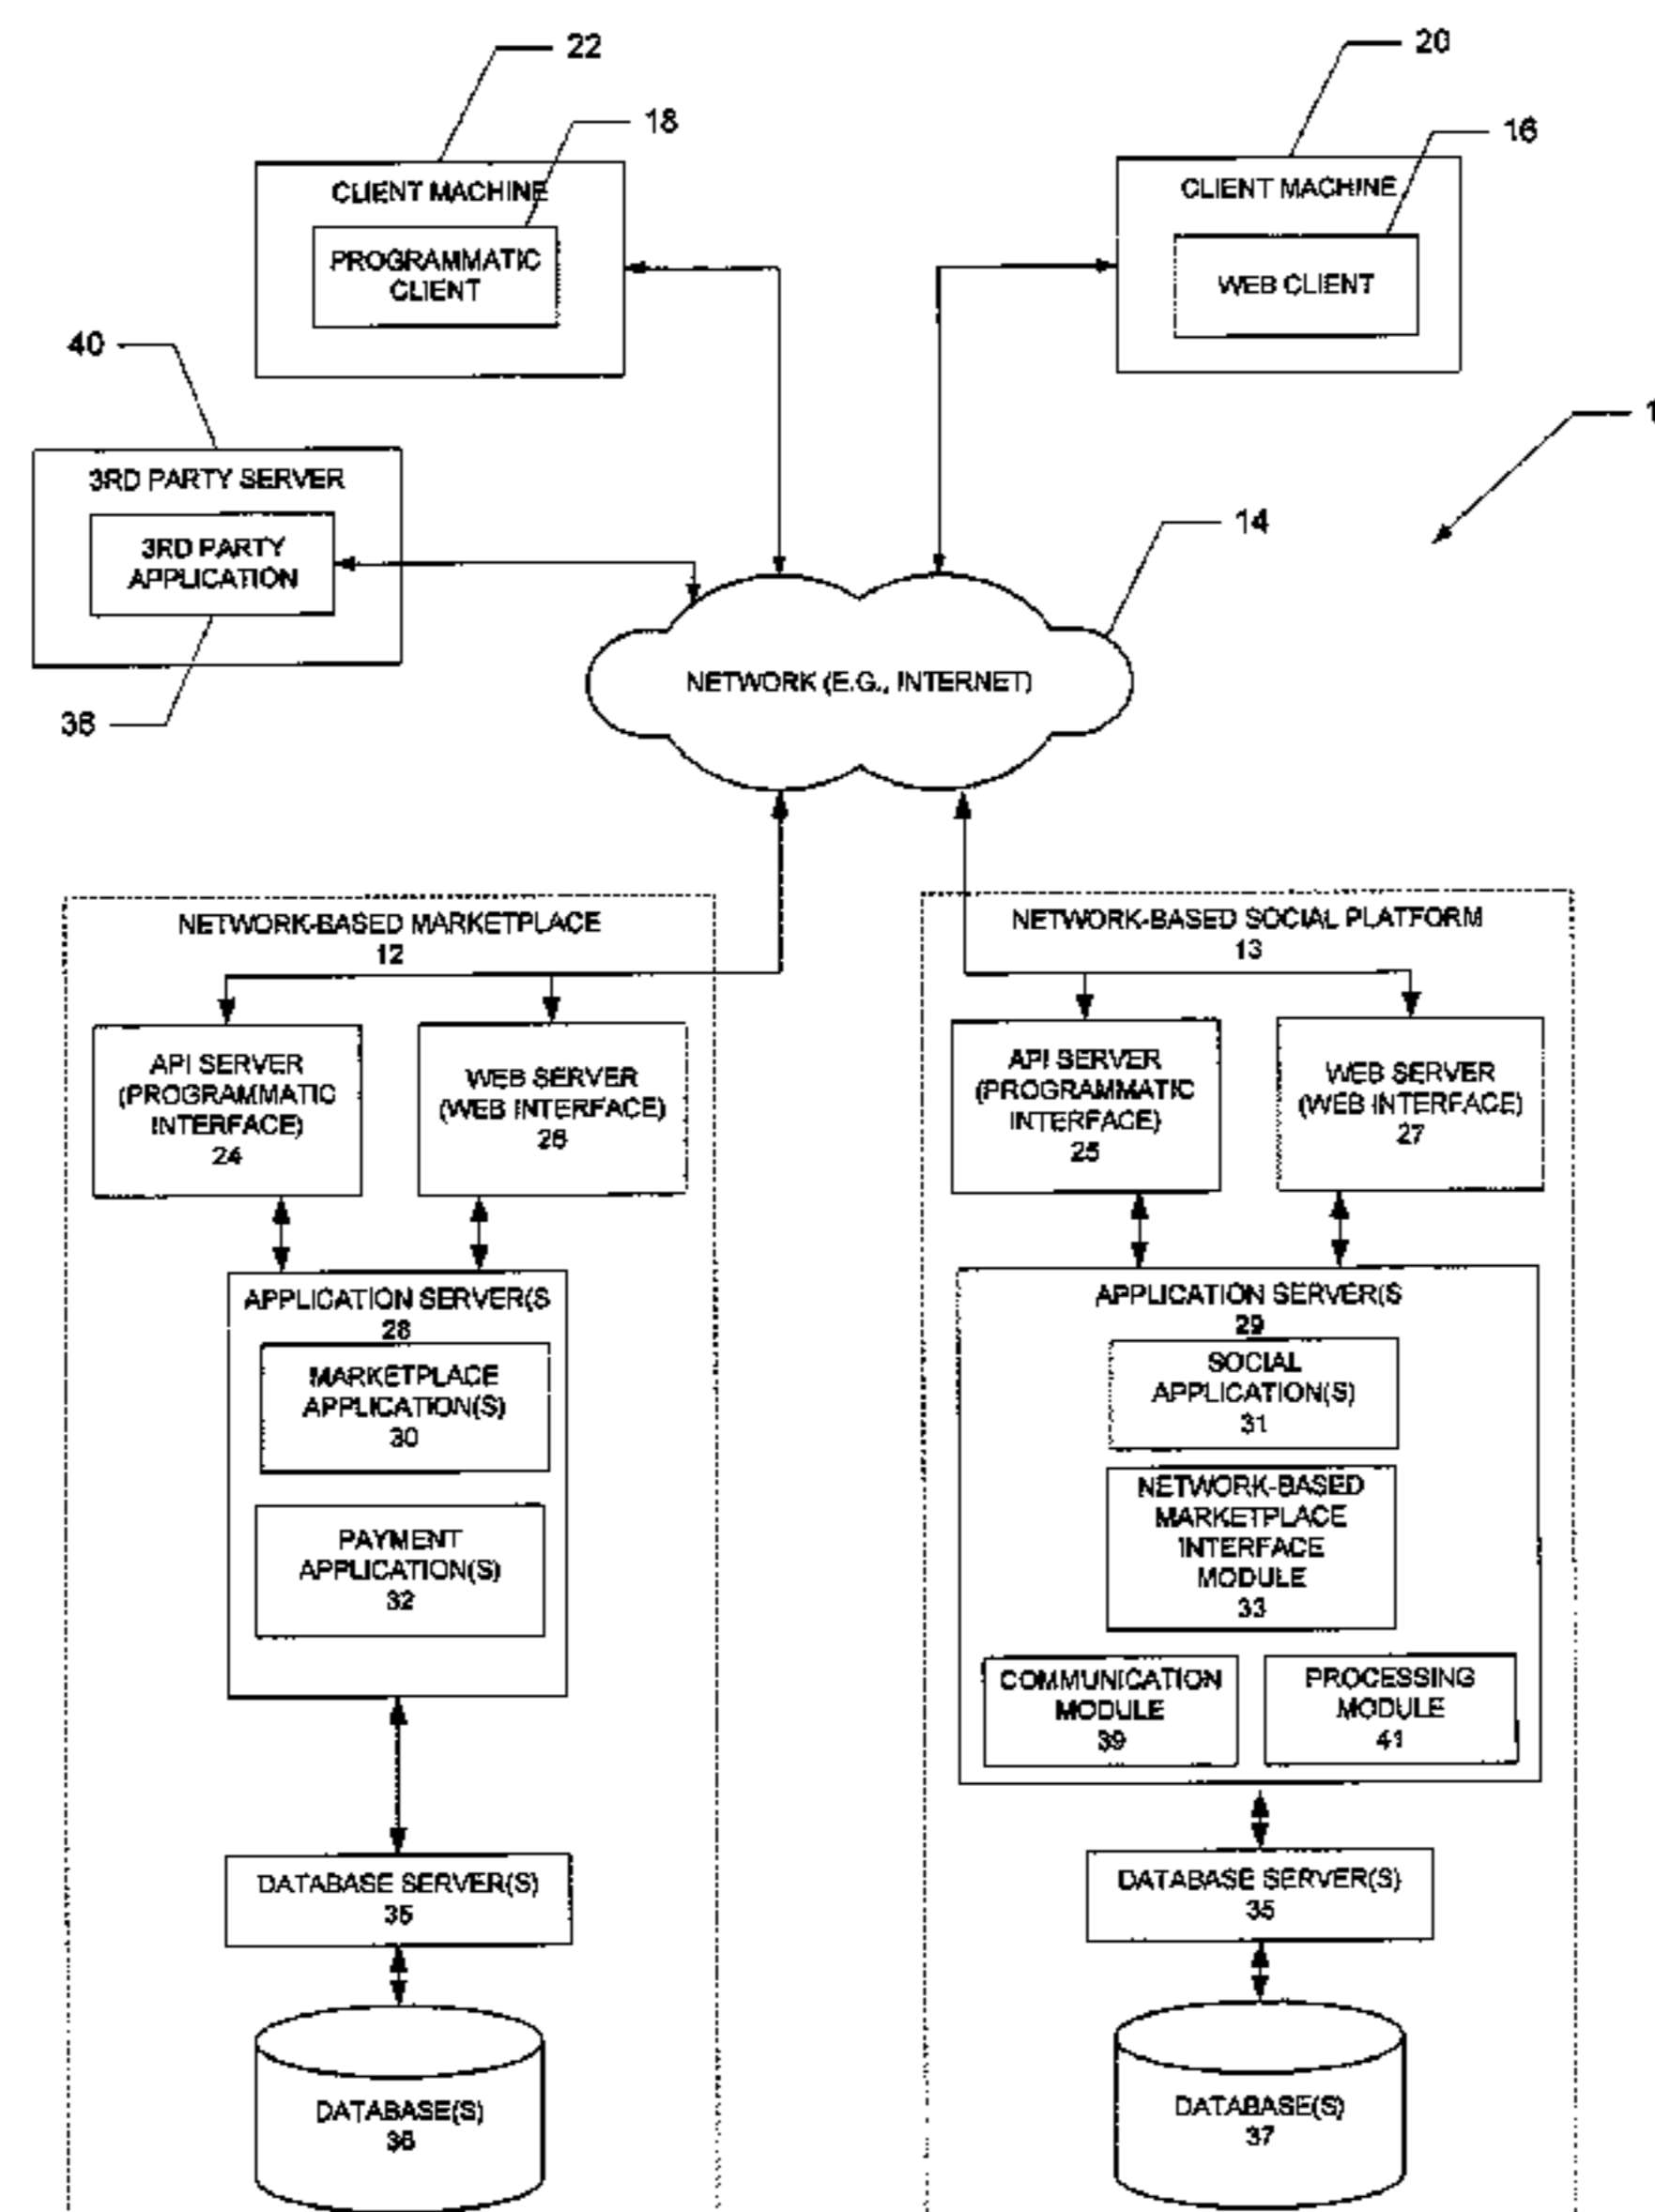 22
20
18
16
CLIENT MACHINE
CLIENT MACHINE
PROGRAMMATIC
CLIENT
WEB CLIENT
40
3RD PARTY SERVER
14
3RD PARTY
APPLICATION
NETWORK (E.G., INTERNET)
NETWORK-BASED MARKETPLACE
12
API SERVER
(PROGRAMMATIC
INTERFACE)
24
WEB SERVER
(WEB INTERFACE)
26
APPLICATION SERVER(S
28
MARKETPLACE
APPLICATION(S)
30
PAYMENT
APPLICATION(S)
32
DATABASE SERVER(S)
DATABASE(S)
36
NETWORK-BASED SOCIAL PLATFORM
13
API SERVER
(PROGRAMMATIC
INTERFACE)
25
WEB SERVER
(WEB INTERFACE)
27
APPLICATION SERVER(S
29
SOCIAL
APPLICATION(S)
31
NETWORK-BASED
MARKETPLACE
INTERFACE
MODULE
33
COMMUNICATION
MODULE
39
PROCESSING
MODULE
41
DATABASE SERVER(S)
35
DATABASE(S)
37